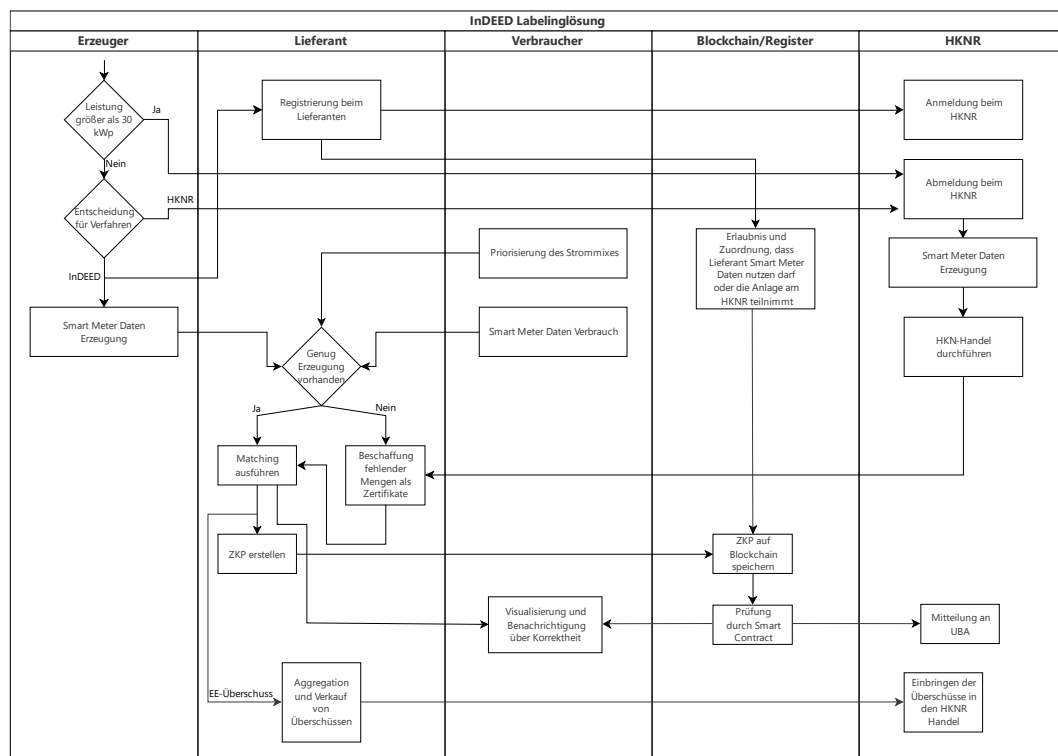 InDEED Labelinglösung
Erzeuger
Lieferant
Verbraucher
Blockchain/Register
HKNR
Leistung
größer als 30
kWp
Ja
Nein
Registrierung beim
Lieferanten
Anmeldung beim
HKNR
Entscheidung
für Verfahren
HKNR
Abmeldung beim
HKNR
InDEED
Priorisierung des Strommixes
Erlaubnis und
Zuordnung, dass
Lieferant Smart Meter
Daten nutzen darf
oder die Anlage am
HKNR teilnimmt
Smart Meter Daten
Erzeugung
Smart Meter Daten
Erzeugung
Genug
Erzeugung
vorhanden
Smart Meter Daten Verbrauch
HKN-Handel
durchführen
Ja
Nein
Matching
ausführen
Beschaffung
fehlender
Mengen als
Zertifikate
ZKP erstellen
ZKP auf
Blockchain
speichern
Visualisierung und
Benachrichtigung
über Korrektheit
Prüfung
durch Smart
Contract
Mitteilung an
UBA
EE-Überschuss
Aggregation
und Verkauf
von
Überschüssen
Einbringen der
Überschüsse in
den HKNR
Handel